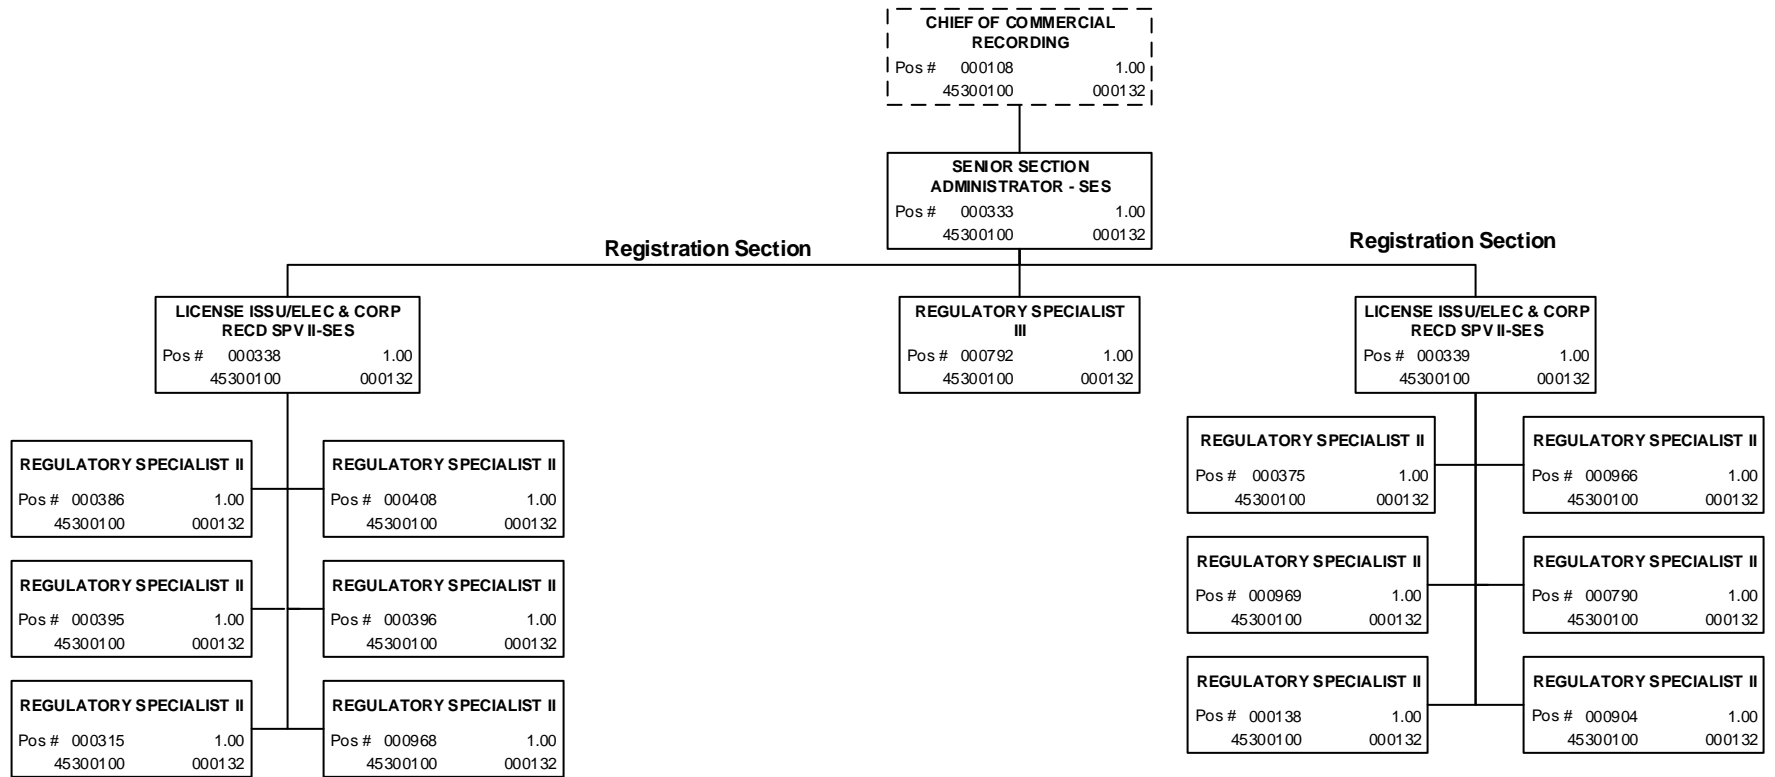 CHIEF OF COMMERCIAL
RECORDING
Pos # 000108 1.00
45300100 000132
SENIOR SECTION
ADMINISTRATOR - SES
Pos # 000333 1.00
45300100 000132
Registration Section
Registration Section
LICENSE ISSU/ELEC & CORP
RECD SPV II-SES
Pos # 000338 1.00
45300100 000132
REGULATORY SPECIALIST
III
Pos # 000792 1.00
45300100 000132
LICENSE ISSU/ELEC & CORP
RECD SPV II-SES
Pos # 000339 1.00
45300100 000132
REGULATORY SPECIALIST II
Pos # 000386 1.00
45300100 000132
REGULATORY SPECIALIST II
Pos # 000408 1.00
45300100 000132
REGULATORY SPECIALIST II
Pos # 000395 1.00
45300100 000132
REGULATORY SPECIALIST II
Pos # 000396 1.00
45300100 000132
REGULATORY SPECIALIST II
Pos # 000315 1.00
45300100 000132
REGULATORY SPECIALIST II
Pos # 000968 1.00
45300100 000132
REGULATORY SPECIALIST II
Pos # 000375 1.00
45300100 000132
REGULATORY SPECIALIST II
Pos # 000966 1.00
45300100 000132
REGULATORY SPECIALIST II
Pos # 000969 1.00
45300100 000132
REGULATORY SPECIALIST II
Pos # 000790 1.00
45300100 000132
REGULATORY SPECIALIST II
Pos # 000138 1.00
45300100 000132
REGULATORY SPECIALIST II
Pos # 000904 1.00
45300100 000132